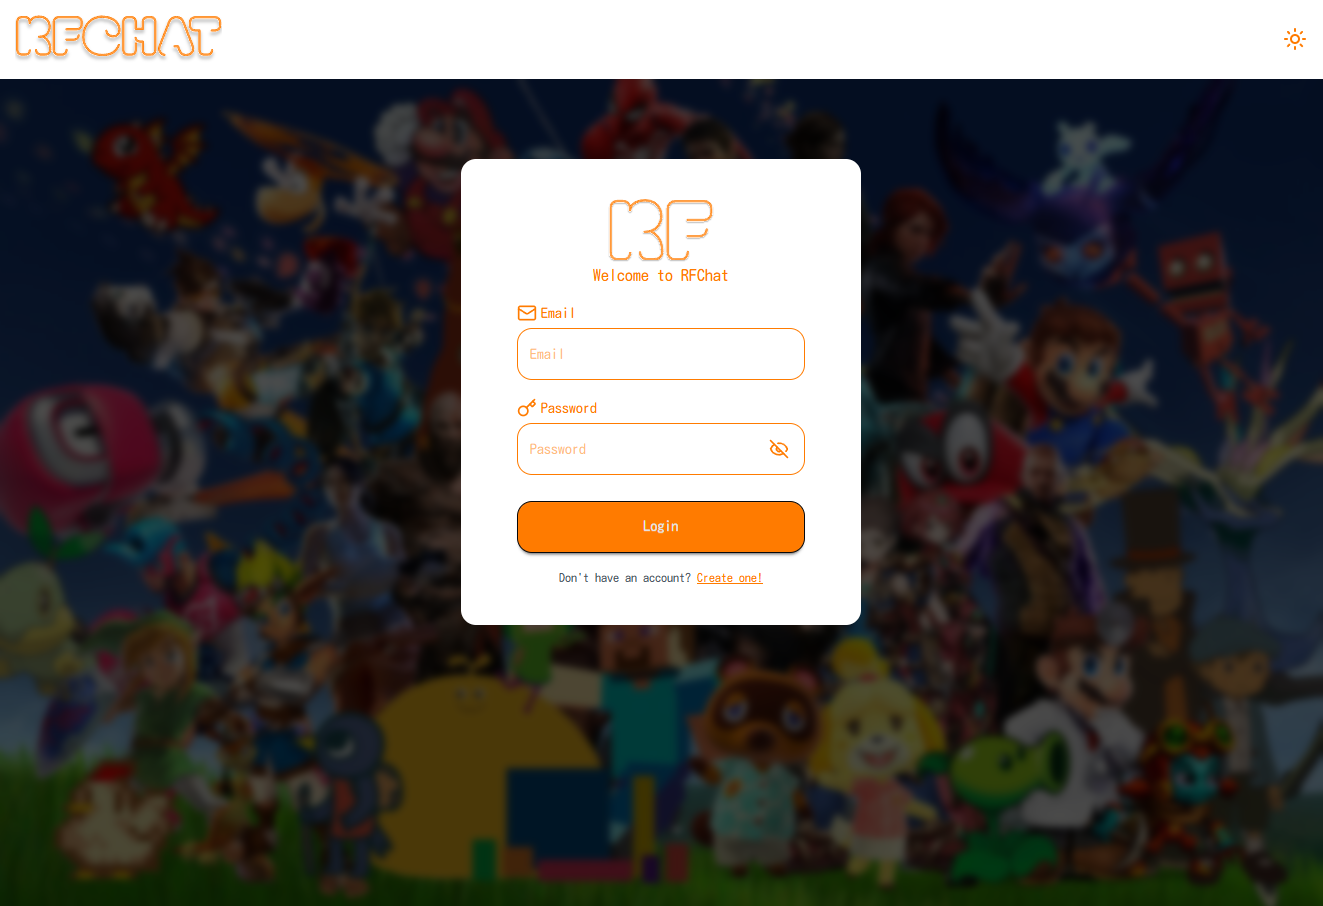 RFCHAT
RF
Welcome to RFChat
Email
Email
Password
Password
Login
Don't have an account? Create one!